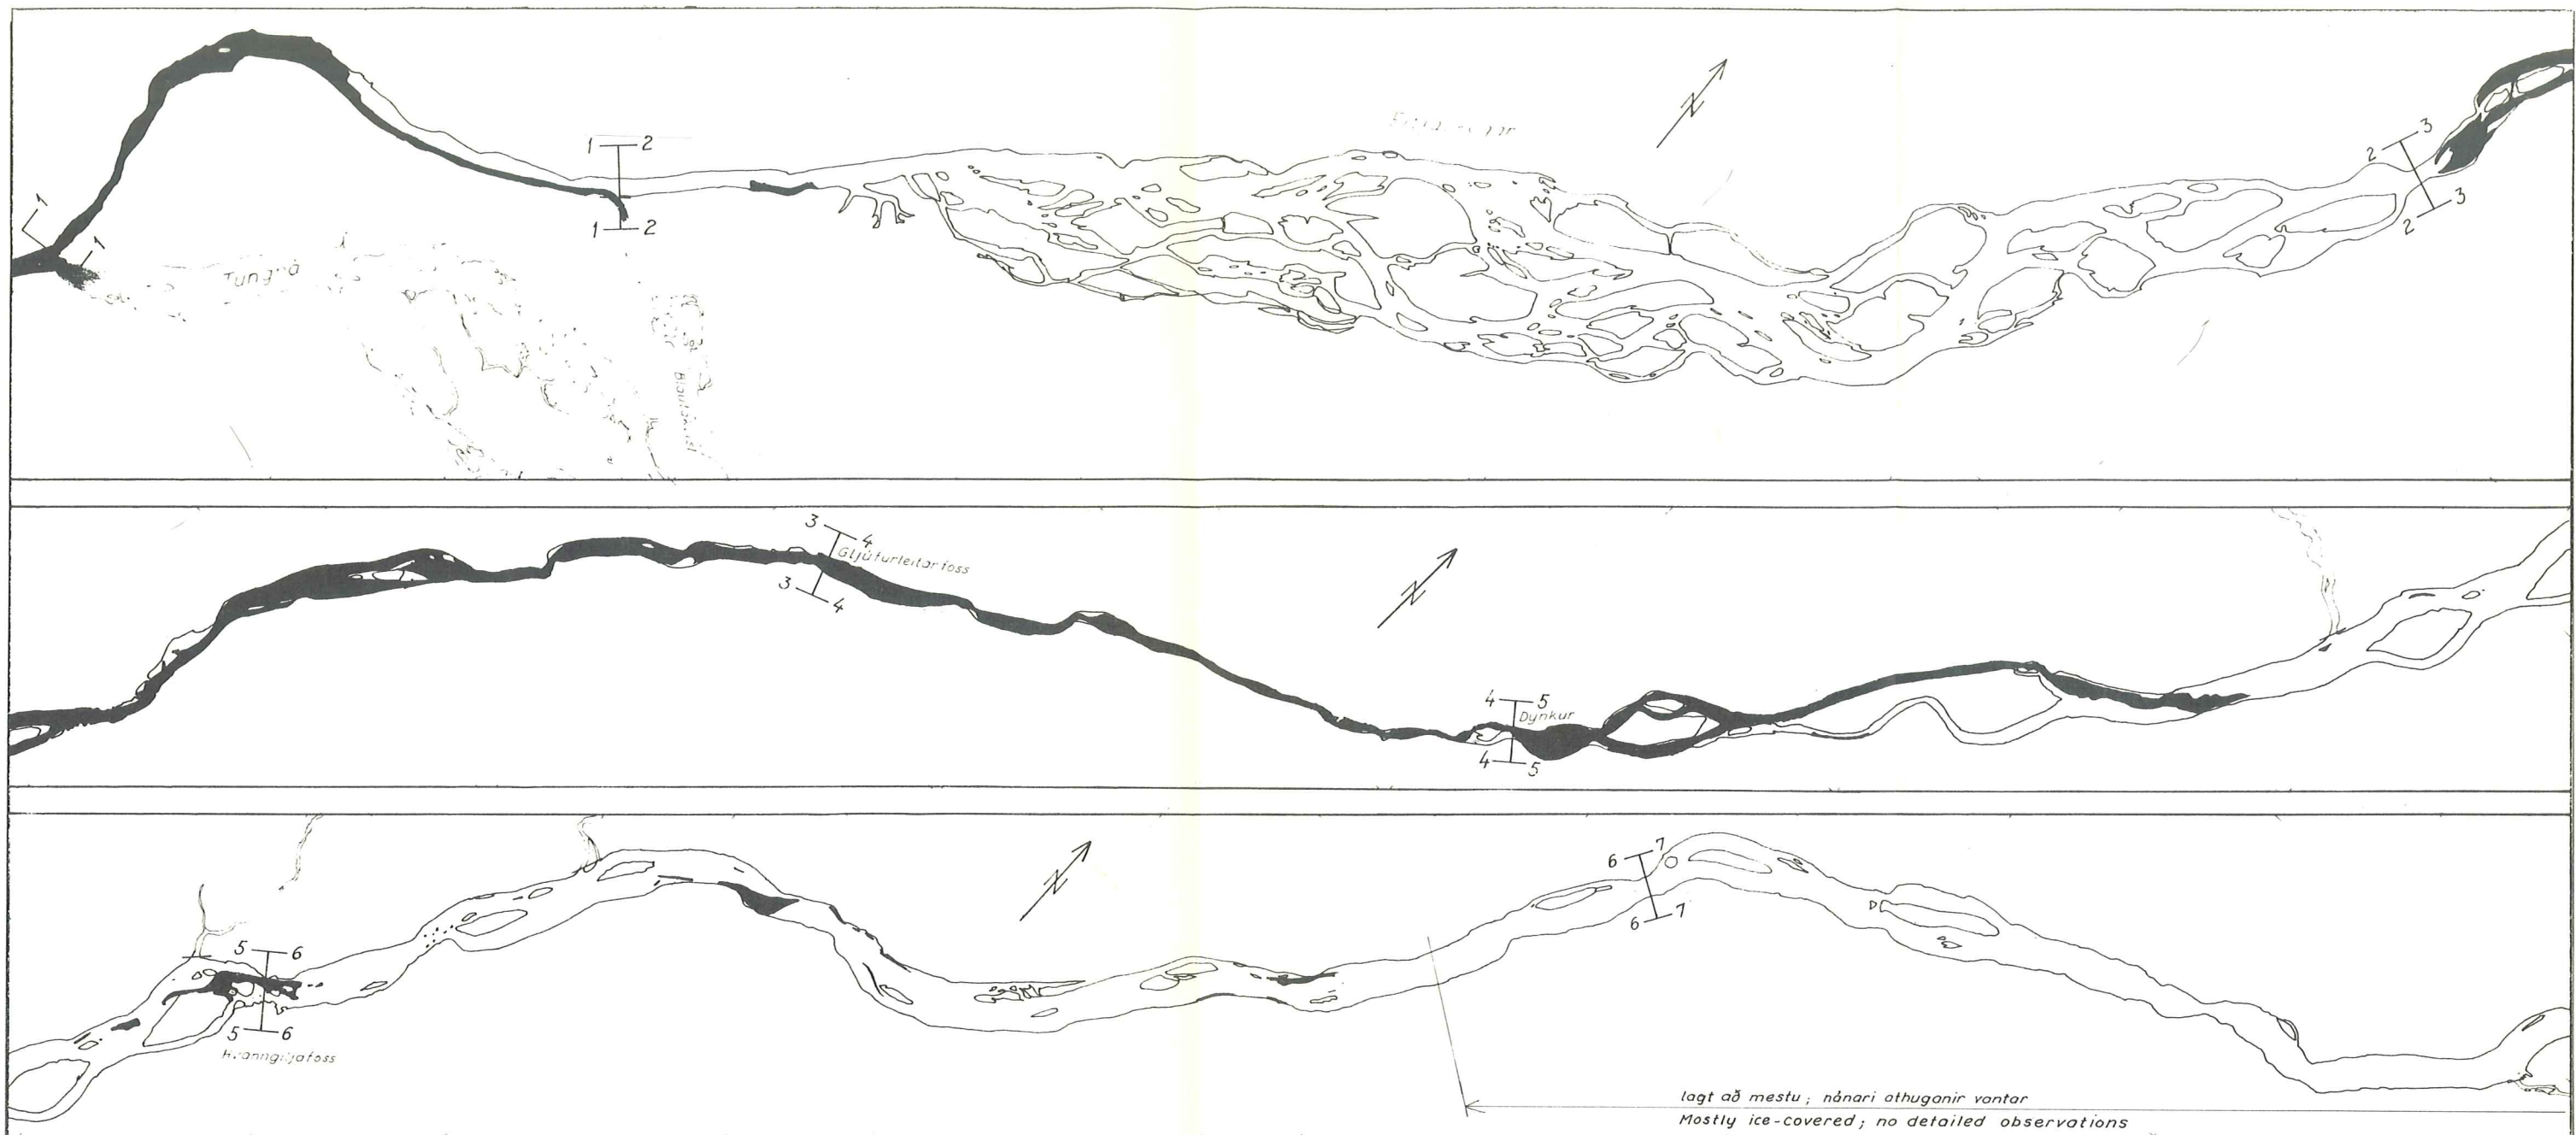 N
1 2
1 2
1
1
Tungná
2 3
2 3
3 4
Gljúfurleitarfoss
3 4
N
4 5
Dynkur
4 5
N
5 6
5 6
Hvanngiljafoss
6 7
6 7
lagt að mestu; nánari athuganir vantar
Mostly ice-covered; no detailed observations